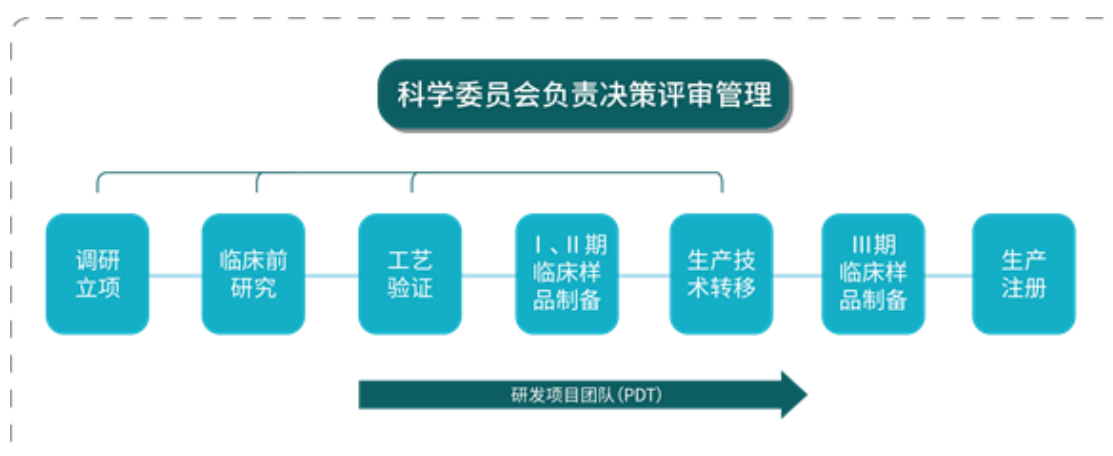 科学委员会负责决策评审管理
调研
立项
临床前
研究
工艺
验证
Ⅰ、Ⅱ期
临床样
品制备
生产技
术转移
Ⅲ期
临床样
品制备
生产
注册
研发项目团队(PDT)